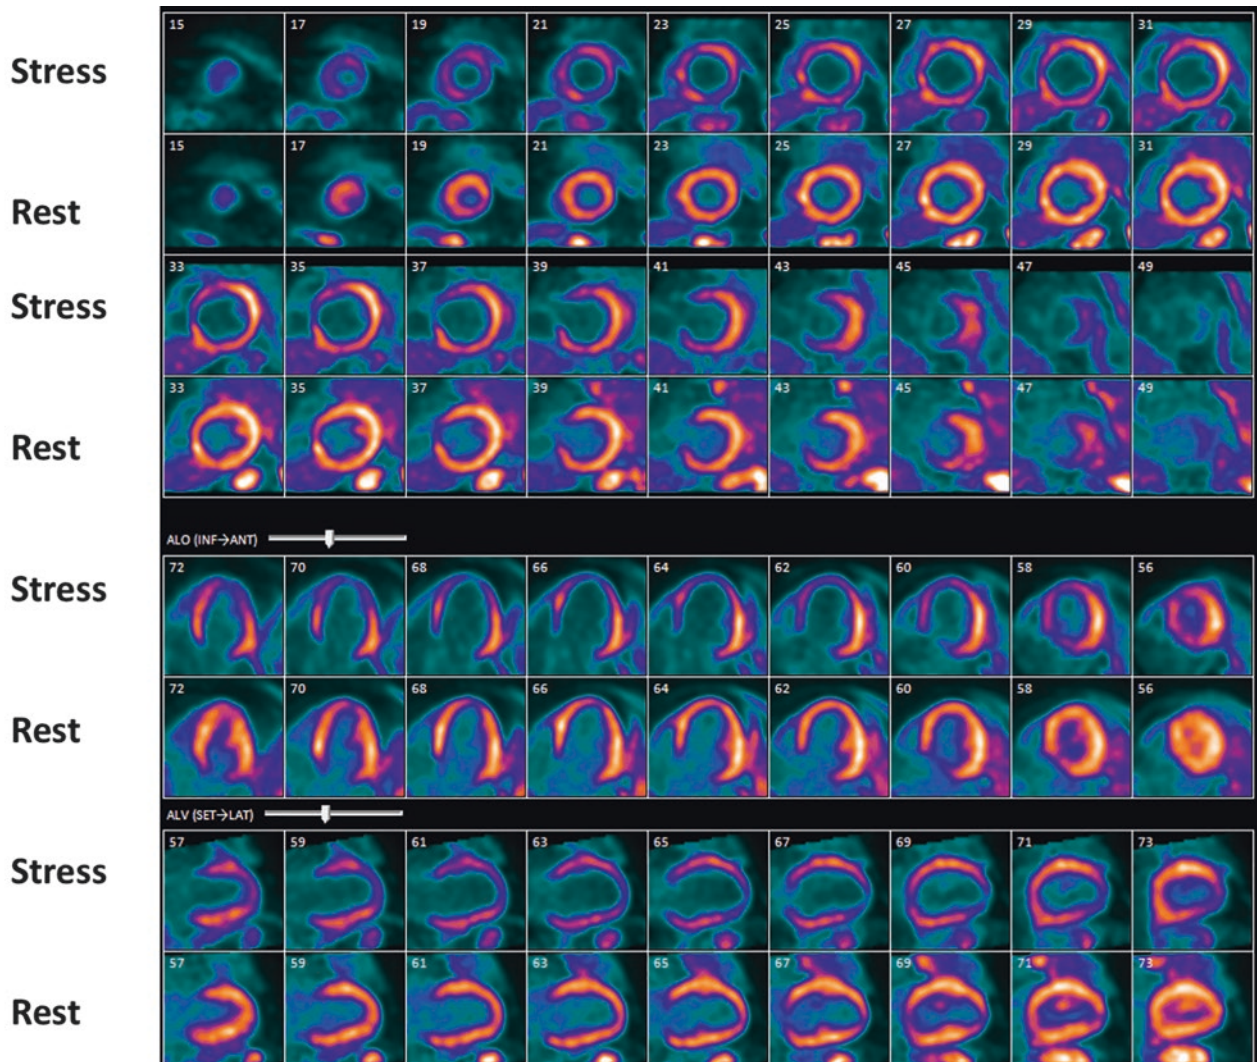 Stress
15 17 19 21 23 25 27 29 31
Rest
15 17 19 21 23 25 27 29 31
Stress
33 35 37 39 41 43 45 47 49
Rest
33 35 37 39 41 43 45 47 49
ALO (INF→ANT)
Stress
72 70 68 66 64 62 60 58 56
Rest
72 70 68 66 64 62 60 58 56
ALV (SET→LAT)
Stress
57 59 61 63 65 67 69 71 73
Rest
57 59 61 63 65 67 69 71 73